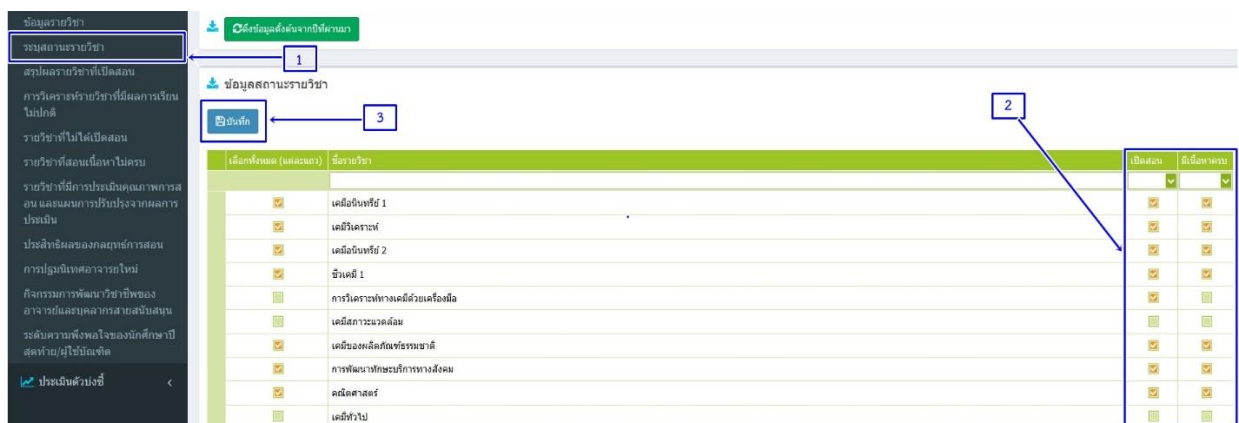 ข้อมูลรายวิชา
ระบุสถานะรายวิชา
สรุปผลรายวิชาที่เปิดสอน
การวิเคราะห์รายวิชาที่มีผลการเรียน
ไม่ปกติ
รายวิชาที่ไม่ได้เปิดสอน
รายวิชาที่สอนเนื้อหาไม่ครบ
รายวิชาที่มีการประเมินคุณภาพการส
อน และแผนการปรับปรุงจากผลการ
ประเมิน
ประสิทธิผลของกลยุทธ์การสอน
การปฐมนิเทศอาจารย์ใหม่
กิจกรรมการพัฒนาวิชาชีพของ
อาจารย์และบุคลากรสายสนับสนุน
ระดับความพึงพอใจของนักศึกษาปี
สุดท้าย/ผู้ใช้บัณฑิต
ประเมินตัวบ่งชี้
ดึงข้อมูลตั้งต้นจากปีที่ผ่านมา
1
ข้อมูลสถานะรายวิชา
บันทึก
3
2
เลือกทั้งหมด (แต่ละแถว) ชื่อรายวิชา เปิดสอน มีเนื้อหาครบ
เคมีอนินทรีย์ 1
เคมีวิเคราะห์
เคมีอนินทรีย์ 2
ชีวเคมี 1
การวิเคราะห์ทางเคมีด้วยเครื่องมือ
เคมีสภาวะแวดล้อม
เคมีของผลิตภัณฑ์ธรรมชาติ
การพัฒนาทักษะบริการทางสังคม
คณิตศาสตร์
เคมีทั่วไป